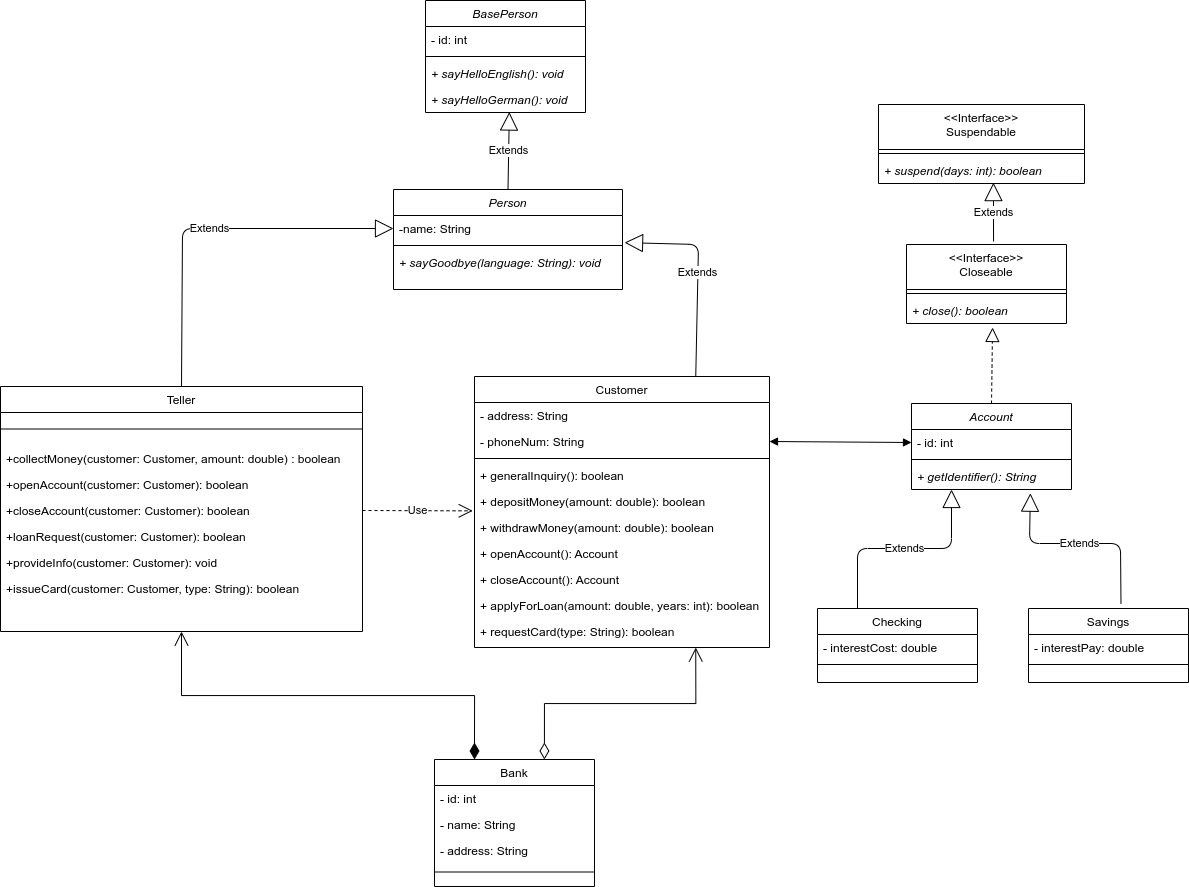 BasePerson
- id: int
+ sayHelloEnglish(): void
+ sayHelloGerman(): void
Extends
Person
-name: String
+ sayGoodbye(language: String): void
Extends
Extends
<<Interface>>
Suspendable
+ suspend(days: int): boolean
Extends
<<Interface>>
Closeable
+ close(): boolean
Teller
+collectMoney(customer: Customer, amount: double) : boolean
+openAccount(customer: Customer): boolean
+closeAccount(customer: Customer): boolean
+loanRequest(customer: Customer): boolean
+provideInfo(customer: Customer): void
+issueCard(customer: Customer, type: String): boolean
Use
Customer
- address: String
- phoneNum: String
+ generalInquiry(): boolean
+ depositMoney(amount: double): boolean
+ withdrawMoney(amount: double): boolean
+ openAccount(): Account
+ closeAccount(): Account
+ applyForLoan(amount: double, years: int): boolean
+ requestCard(type: String): boolean
Account
- id: int
+ getIdentifier(): String
Extends
Extends
Checking
- interestCost: double
Savings
- interestPay: double
Bank
- id: int
- name: String
- address: String